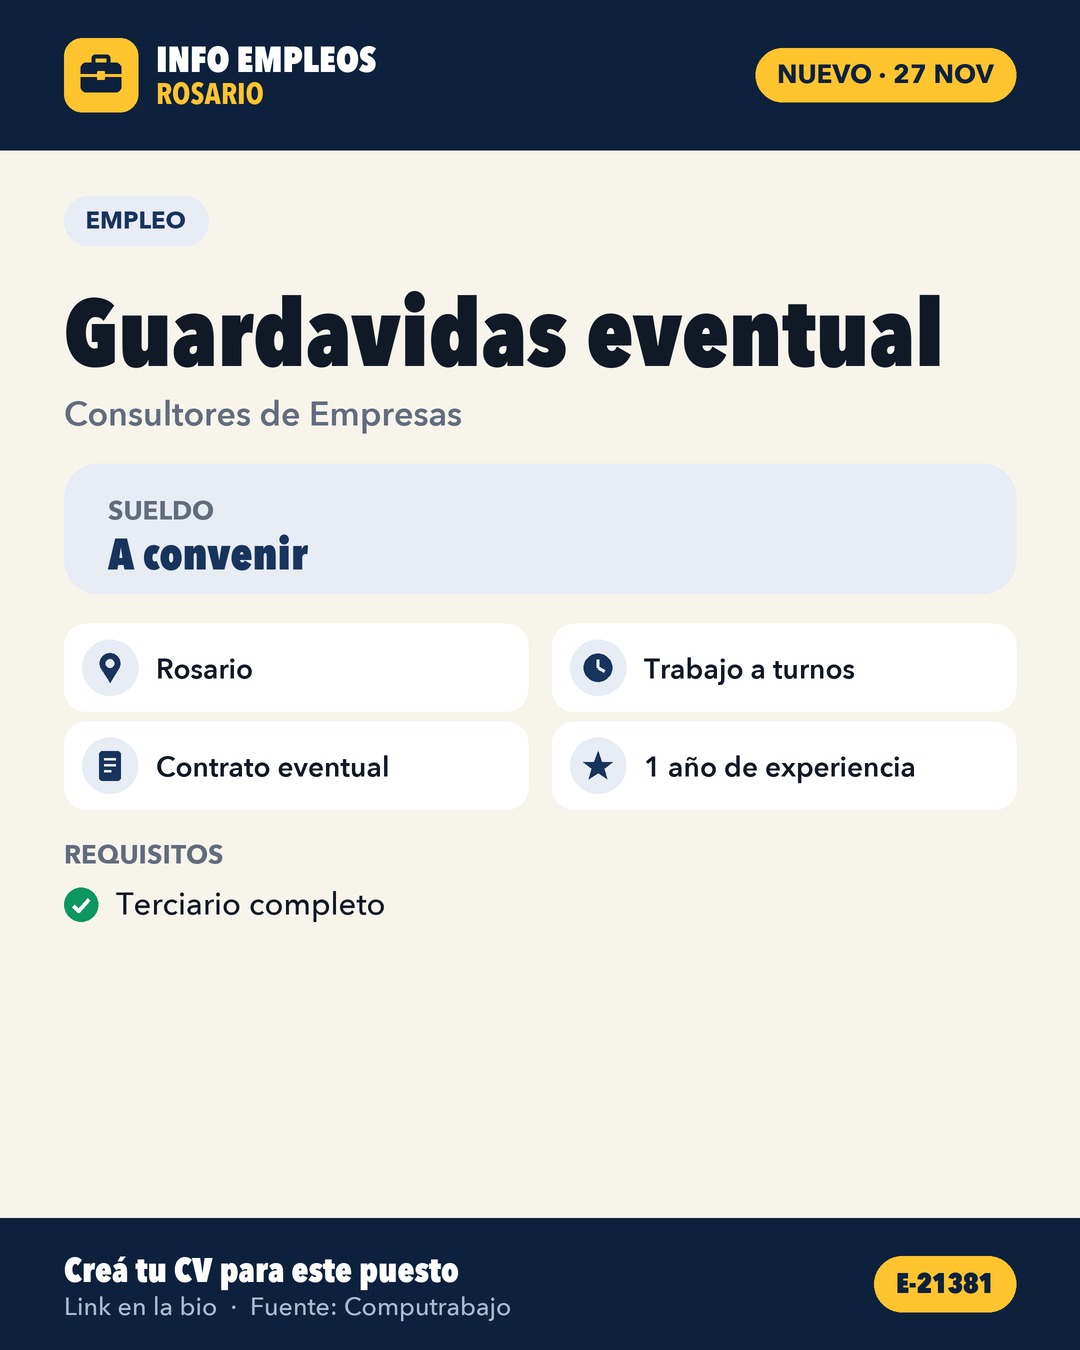 INFO EMPLEOS
ROSARIO
NUEVO · 27 NOV
EMPLEO
Guardavidas eventual
Consultores de Empresas
SUELDO
A convenir
Rosario
Trabajo a turnos
Contrato eventual
1 año de experiencia
REQUISITOS
Terciario completo
Creá tu CV para este puesto
Link en la bio · Fuente: Computrabajo
E-21381